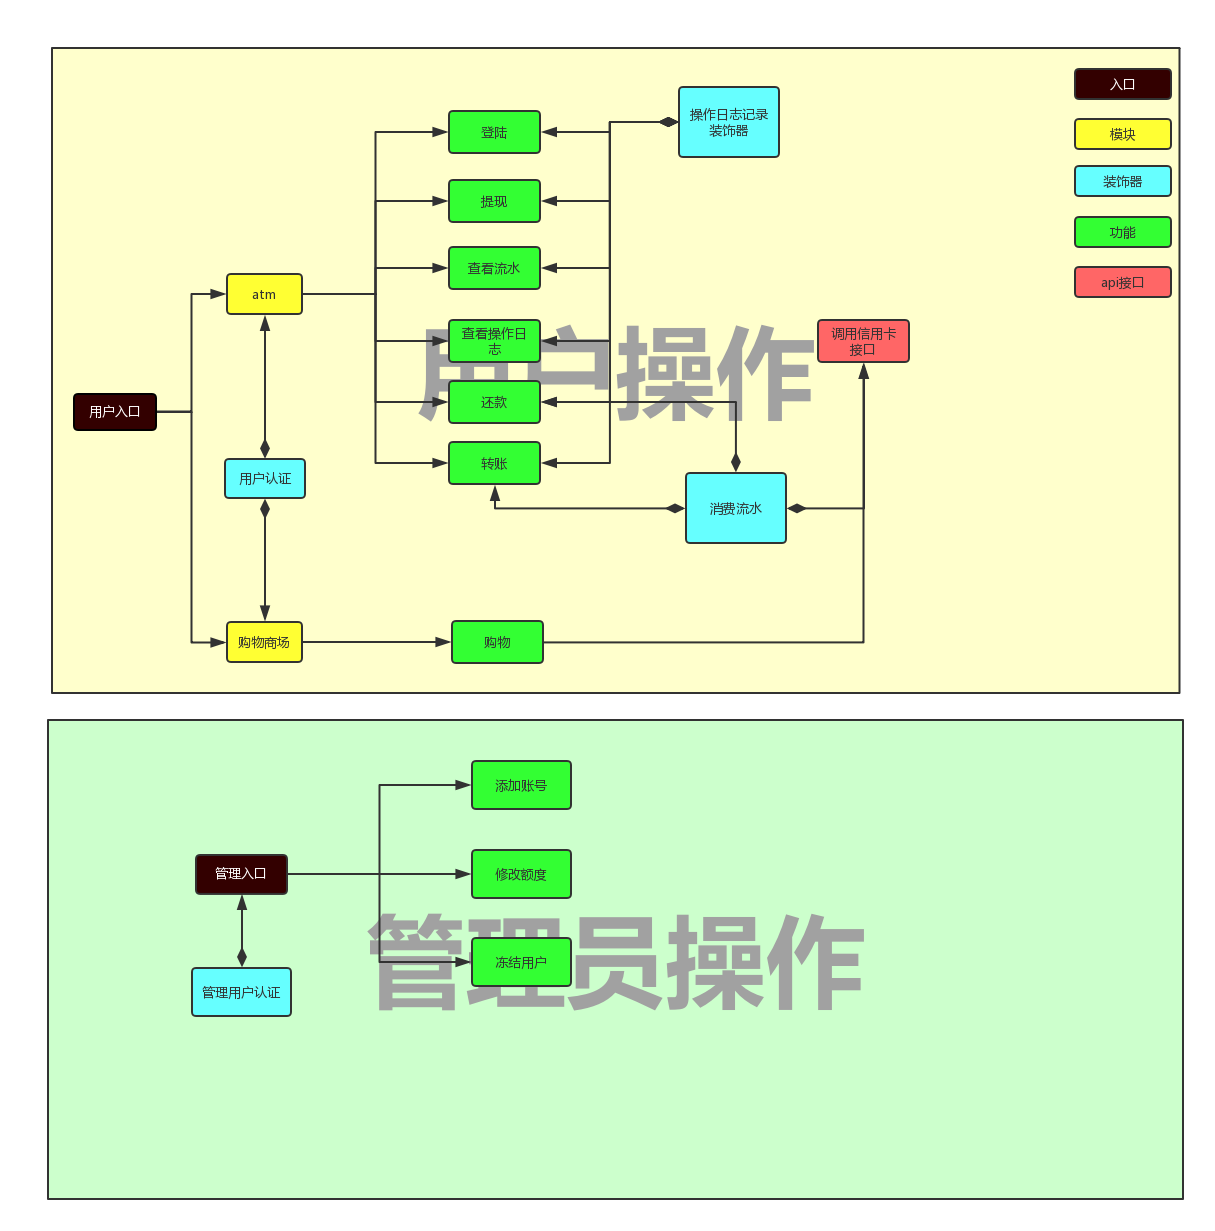 入口
模块
装饰器
功能
api接口
操作日志记录
装饰器
登陆
提现
查看流水
atm
查看操作日
志
调用信用卡
接口
用户操作
还款
用户入口
转账
用户认证
消费流水
购物商场
购物
添加账号
管理入口
修改额度
管理员操作
冻结用户
管理用户认证